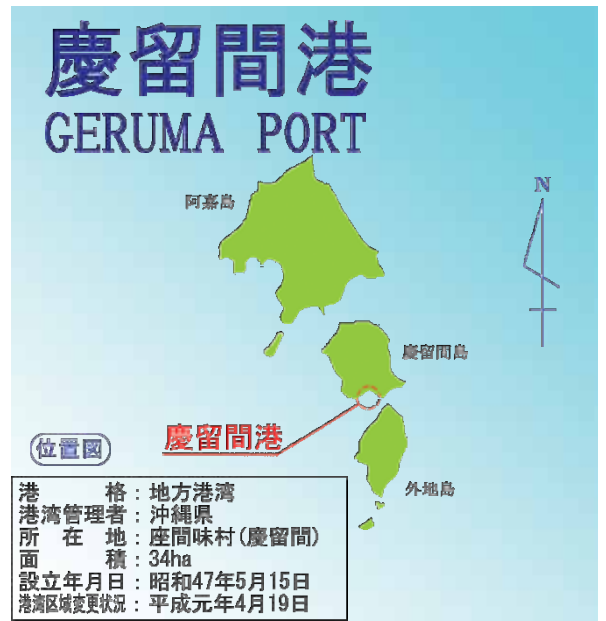 慶留間港
GERUMA PORT
阿嘉島
N
慶留間島
慶留間港
位置図
外地島
港格：地方港湾
港湾管理者：沖縄県
所在地：座間味村(慶留間)
面積：34ha
設立年月日：昭和47年5月15日
港湾区域変更状況：平成元年4月19日